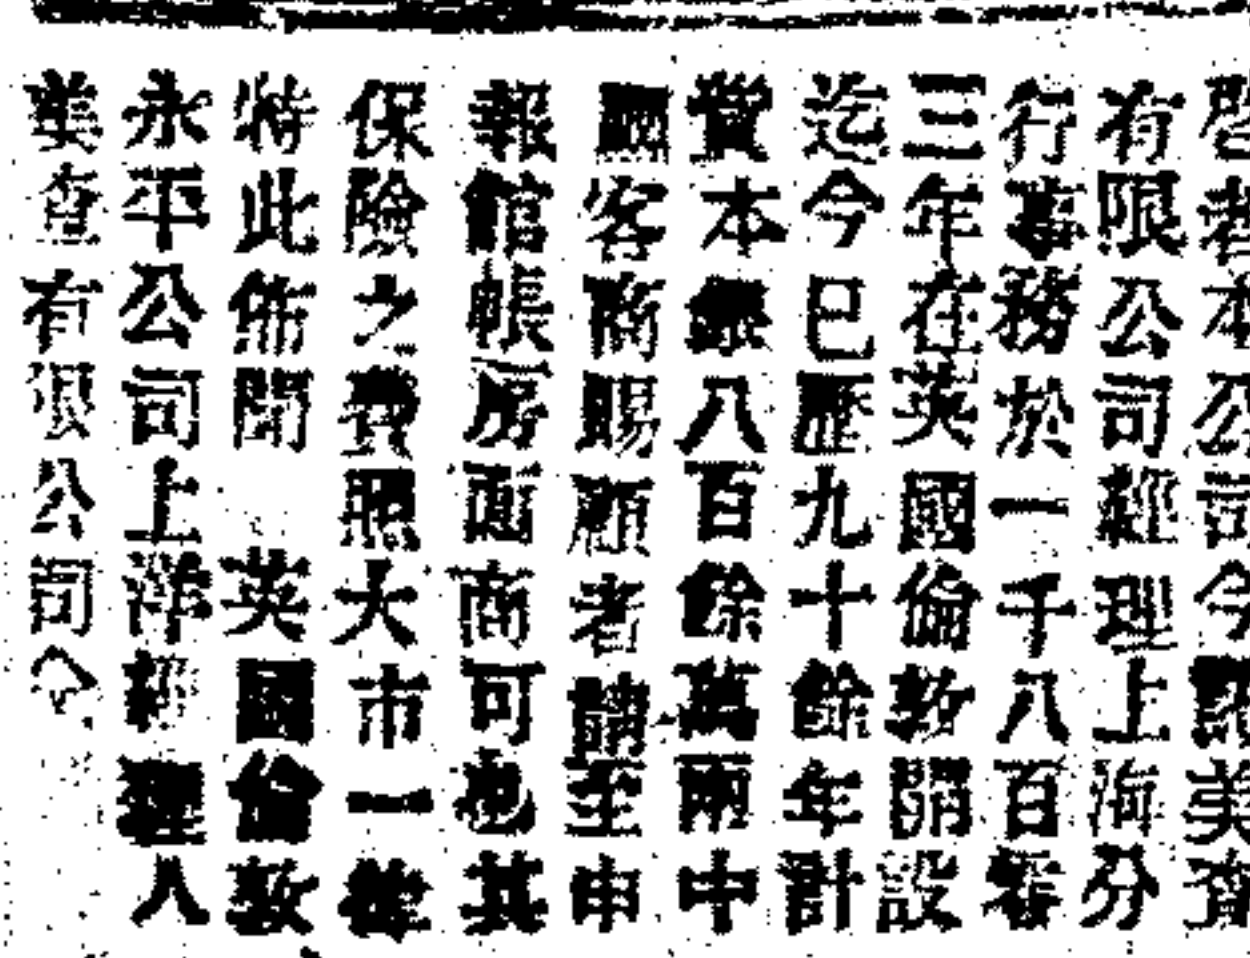 啓者本公司今託美查
有限公司經理上海分
行事務於一千八百零
三年在英國倫敦開設
迄今已歷九十餘年計
資本銀八百餘萬兩中
國客商賜顧者請至申
報館帳房面商可也其
保險之費照大市一律
特此佈聞 英國倫敦
永平公司上洋經理人
美查有限公司